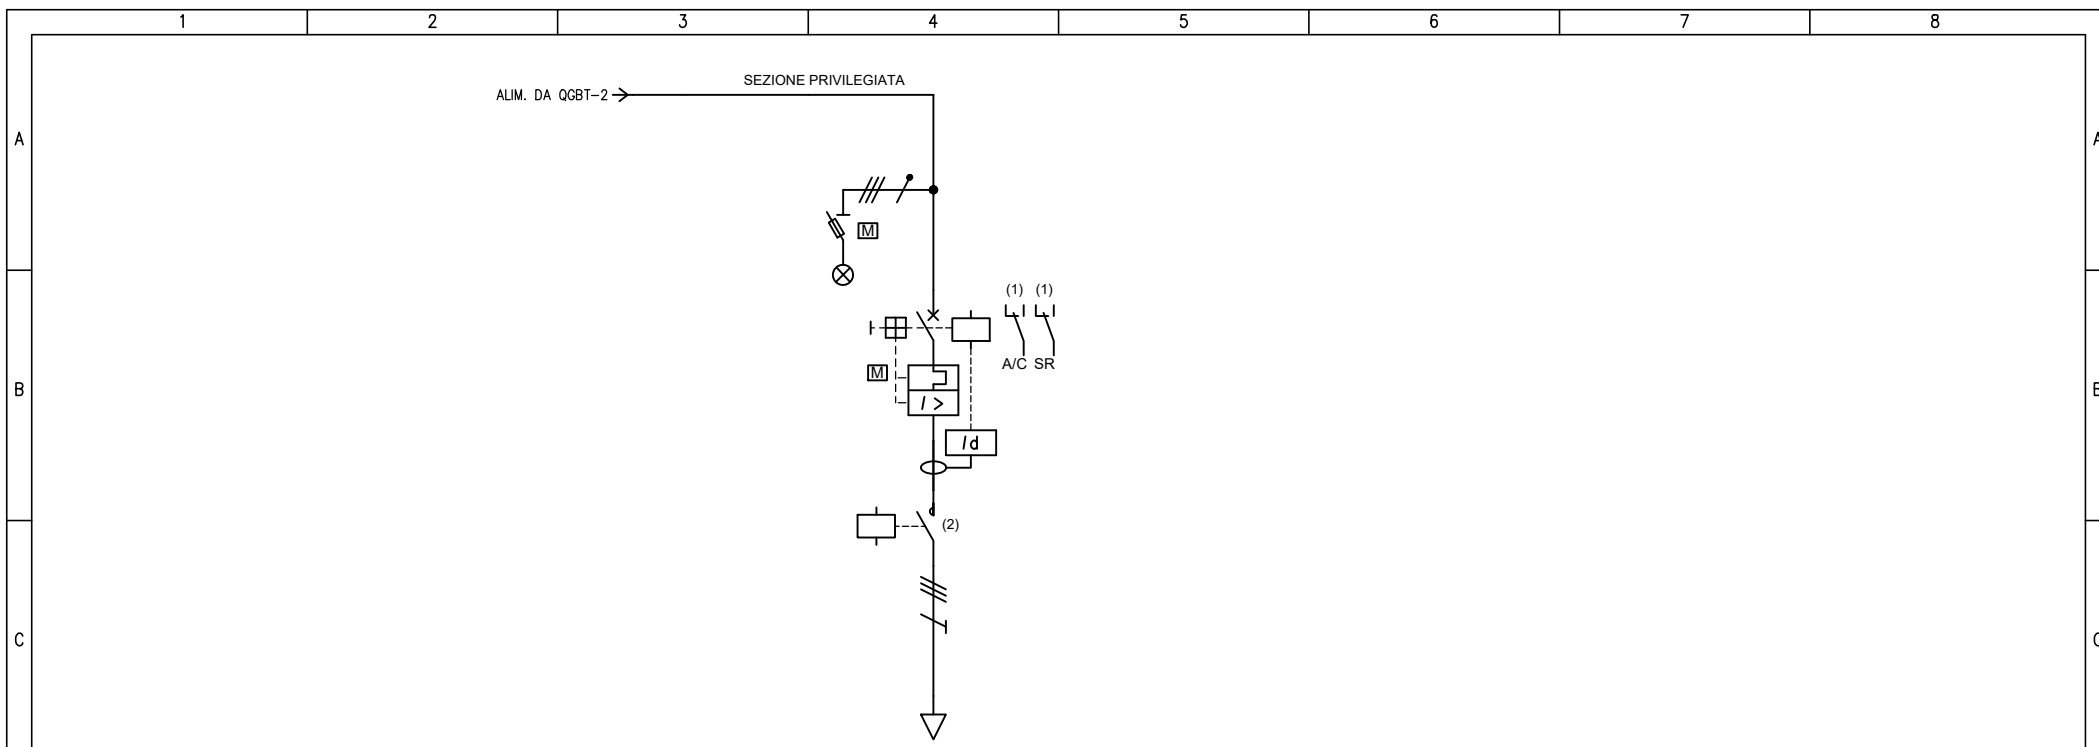 1 2 3 4 5 6 7 8
SEZIONE PRIVILEGIATA
ALIM. DA QGBT-2
A A
M
(1) (1)
A/C SR
M
B B
I >
Id
(2)
C C